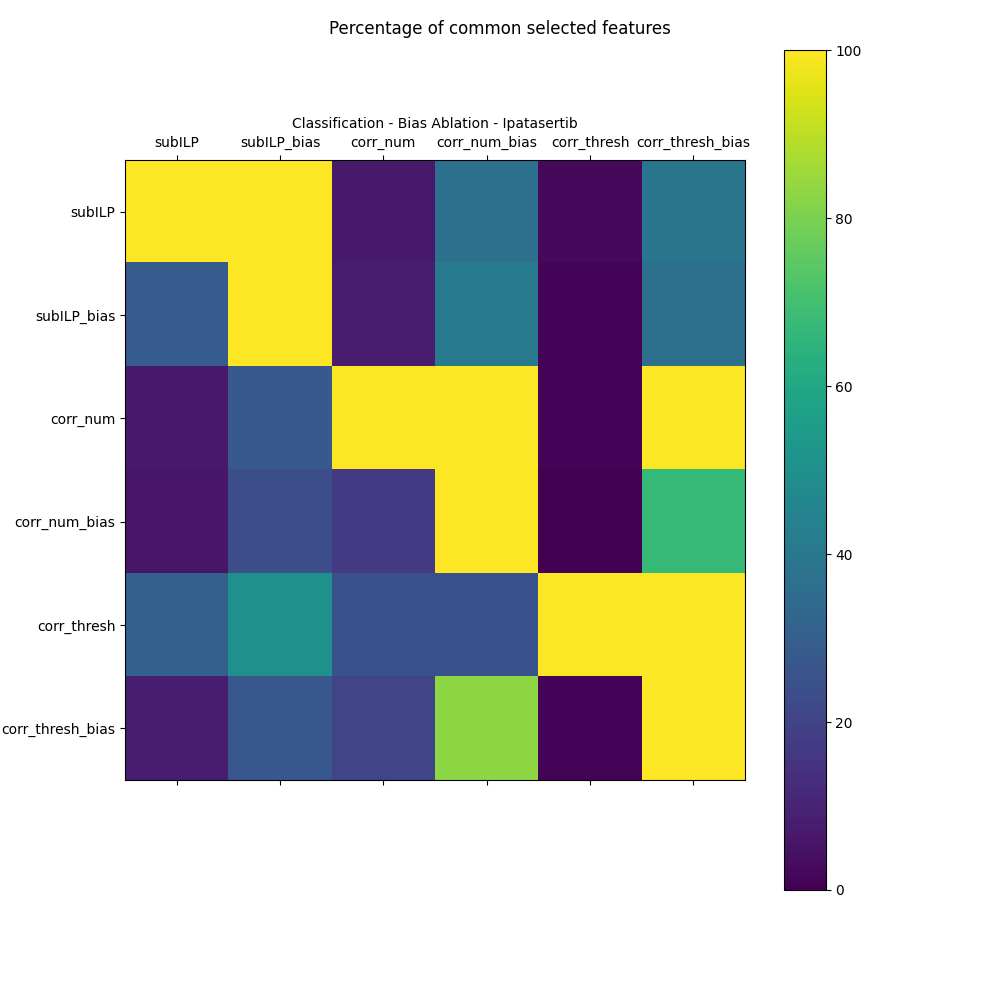 Percentage of common selected features
Classification - Bias Ablation - Ipatasertib
subILP subILP_bias corr_num corr_num_bias corr_thresh corr_thresh_bias
subILP
subILP_bias
corr_num
corr_num_bias
corr_thresh
corr_thresh_bias
100
80
60
40
20
0